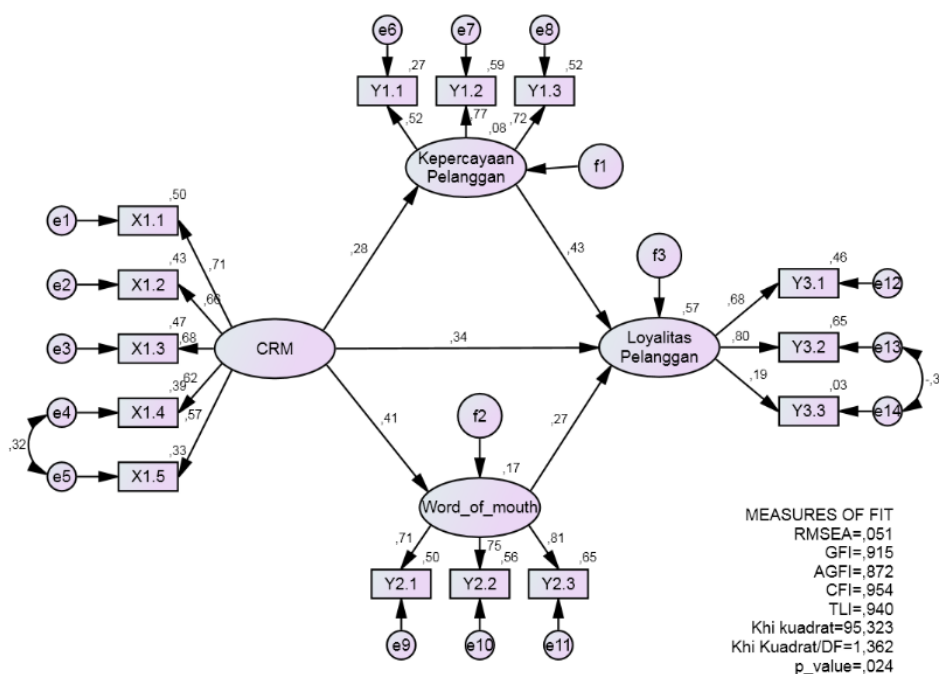 e6
e7
e8
,27
,59
,52
Y1.1
Y1.2
Y1.3
,52
,77
,08
,72
Kepercayaan
Pelanggan
f1
,50
e1
X1.1
,43
,71
,28
,43
f3
e2
X1.2
,66
,46
,47
,57
,68
Y3.1
e12
e3
X1.3
,68
CRM
,34
Loyalitas
Pelanggan
,65
,80
Y3.2
e13
,39
,62
,19
,03
-,3
e4
X1.4
,57
,41
f2
,27
Y3.3
e14
,32
,33
e5
X1.5
,17
Word_of_mouth
,71
,50
,75
,56
,81
,65
Y2.1
Y2.2
Y2.3
e9
e10
e11
MEASURES OF FIT
RMSEA=,051
GFI=,915
AGFI=,872
CFI=,954
TLI=,940
Khi kuadrat=95,323
Khi Kuadrat/DF=1,362
p_value=,024